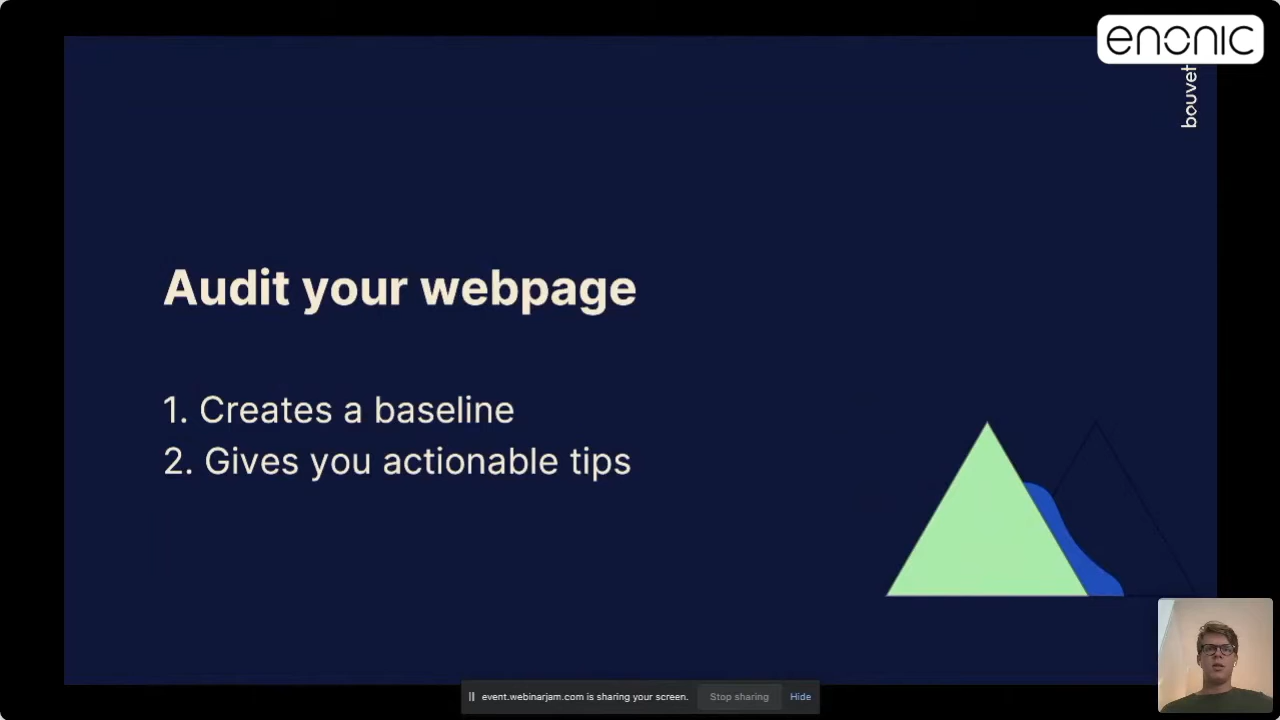 enonic
bouvet
Audit your webpage
1. Creates a baseline
2. Gives you actionable tips
event.webinarjam.com is sharing your screen. Stop sharing Hide